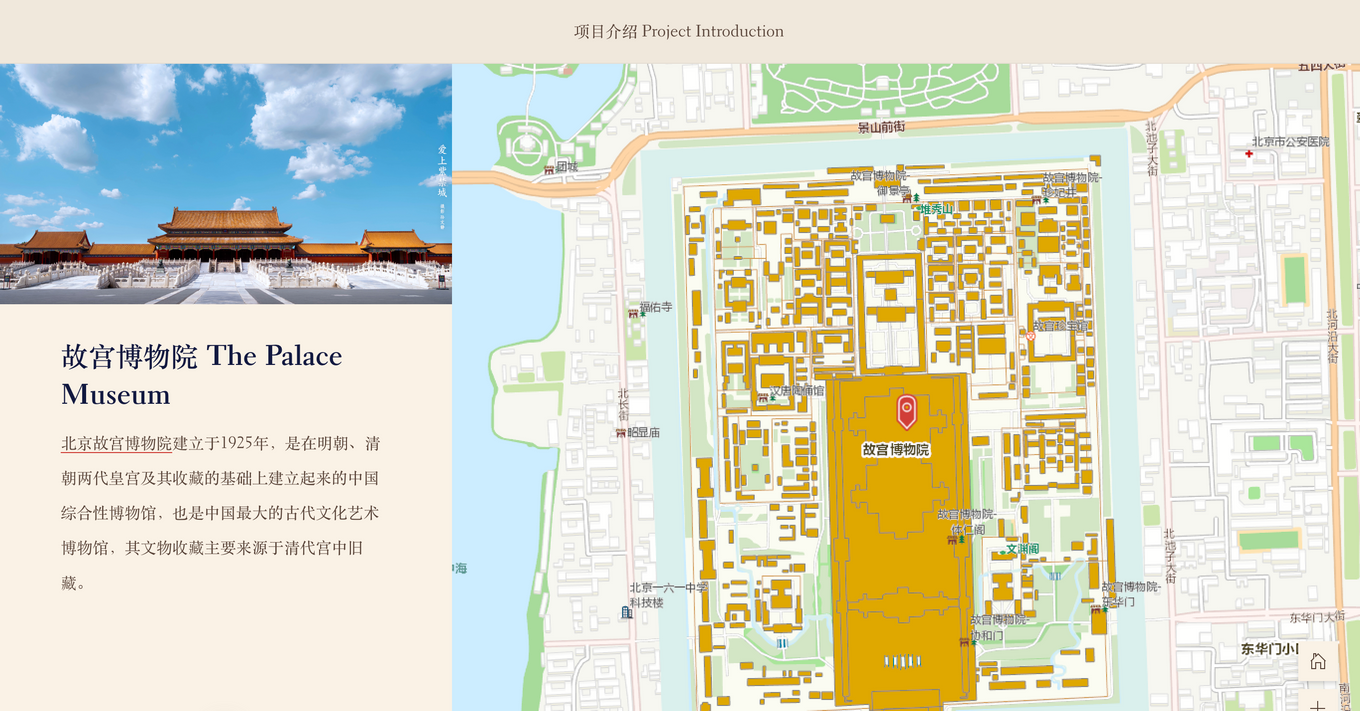 项目介绍 Project Introduction
爱上紫禁城
故宫博物院 The Palace
Museum
北京故宫博物院建立于1925年，是在明朝、清
朝两代皇宫及其收藏的基础上建立起来的中国
综合性博物馆，也是中国最大的古代文化艺术
博物馆，其文物收藏主要来源于清代宫中旧
藏。
五四大街
景山前街
北池子大街
北京市公安医院
团城
故宫博物院-
御景亭
堆秀山
故宫博物院-
珍妃井
福佑寺
故宫珍宝馆
北河沿大街
汉唐陶俑馆
北长街
昭显庙
故宫博物院
故宫博物院-
体仁阁
文渊阁
北池子大街
海
北京一六一中学
科技楼
故宫博物院-
东华门
故宫博物院-
协和门
东华门大街
东华门小
南河